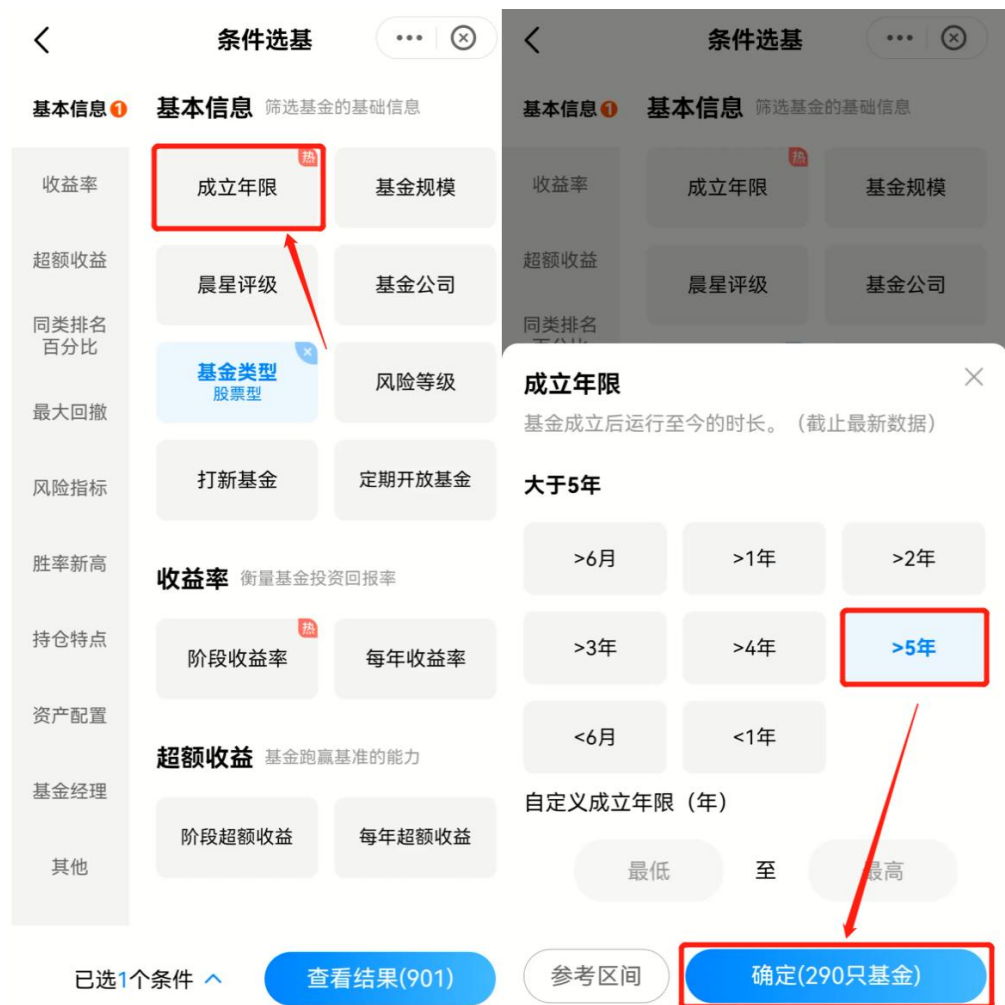 条件选基
基本信息 1
基本信息 筛选基金的基础信息
收益率
超额收益
同类排名
百分比
最大回撤
风险指标
胜率新高
持仓特点
资产配置
基金经理
其他
热
成立年限
基金规模
晨星评级
基金公司
基金类型
股票型
风险等级
打新基金
定期开放基金
收益率 衡量基金投资回报率
热
阶段收益率
每年收益率
超额收益 基金跑赢基准的能力
阶段超额收益
每年超额收益
已选1个条件
查看结果(901)
条件选基
基本信息 1
基本信息 筛选基金的基础信息
收益率
超额收益
同类排名
百分比
热
成立年限
基金规模
晨星评级
基金公司
成立年限
基金成立后运行至今的时长。（截止最新数据）
大于5年
>6月
>1年
>2年
>3年
>4年
>5年
<6月
<1年
自定义成立年限（年）
最低
至
最高
参考区间
确定(290只基金)